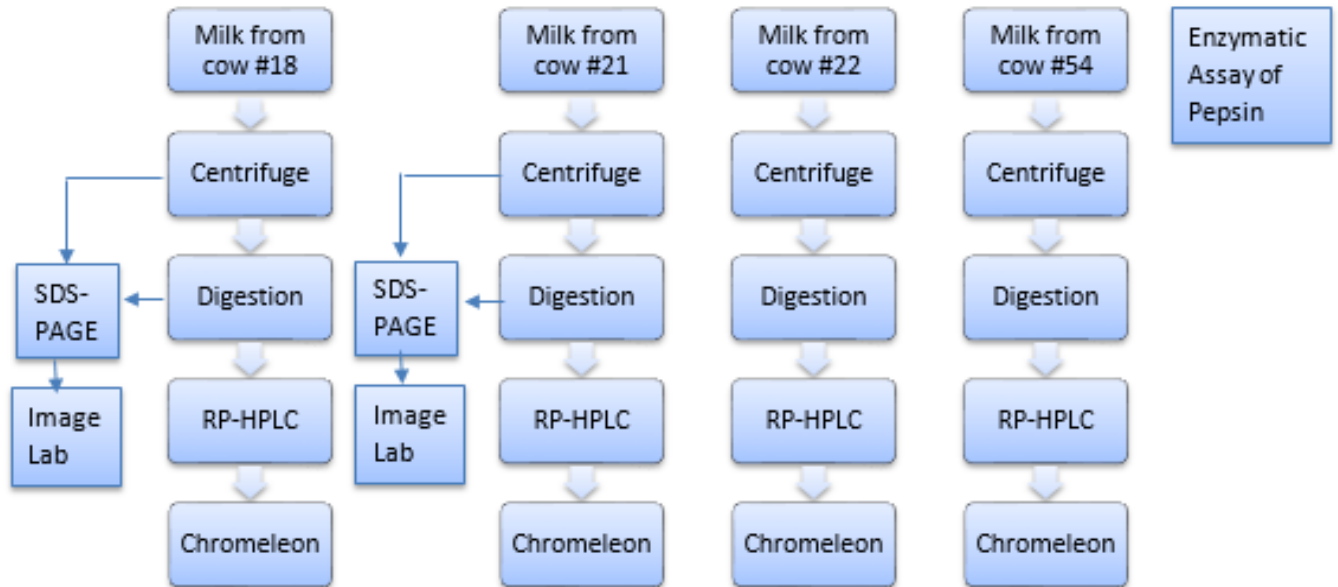 Milk from
cow #18
Milk from
cow #21
Milk from
cow #22
Milk from
cow #54
Enzymatic
Assay of
Pepsin
Centrifuge
Centrifuge
Centrifuge
Centrifuge
SDS-
PAGE
Digestion
SDS-
PAGE
Digestion
Digestion
Digestion
Image
Lab
RP-HPLC
Image
Lab
RP-HPLC
RP-HPLC
RP-HPLC
Chromeleon
Chromeleon
Chromeleon
Chromeleon